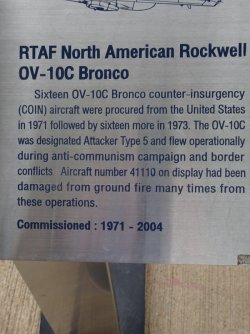 RTAF North American Rockwell
OV-10C Bronco
Sixteen OV-10C Bronco counter-insurgency
(COIN) aircraft were procured from the United States
in 1971 followed by sixteen more in 1973. The OV-10C
was designated Attacker Type 5 and flew operationally
during anti-communism campaign and border
conflicts Aircraft number 41110 on display had been
damaged from ground fire many times from
these operations.
Commissioned : 1971 - 2004